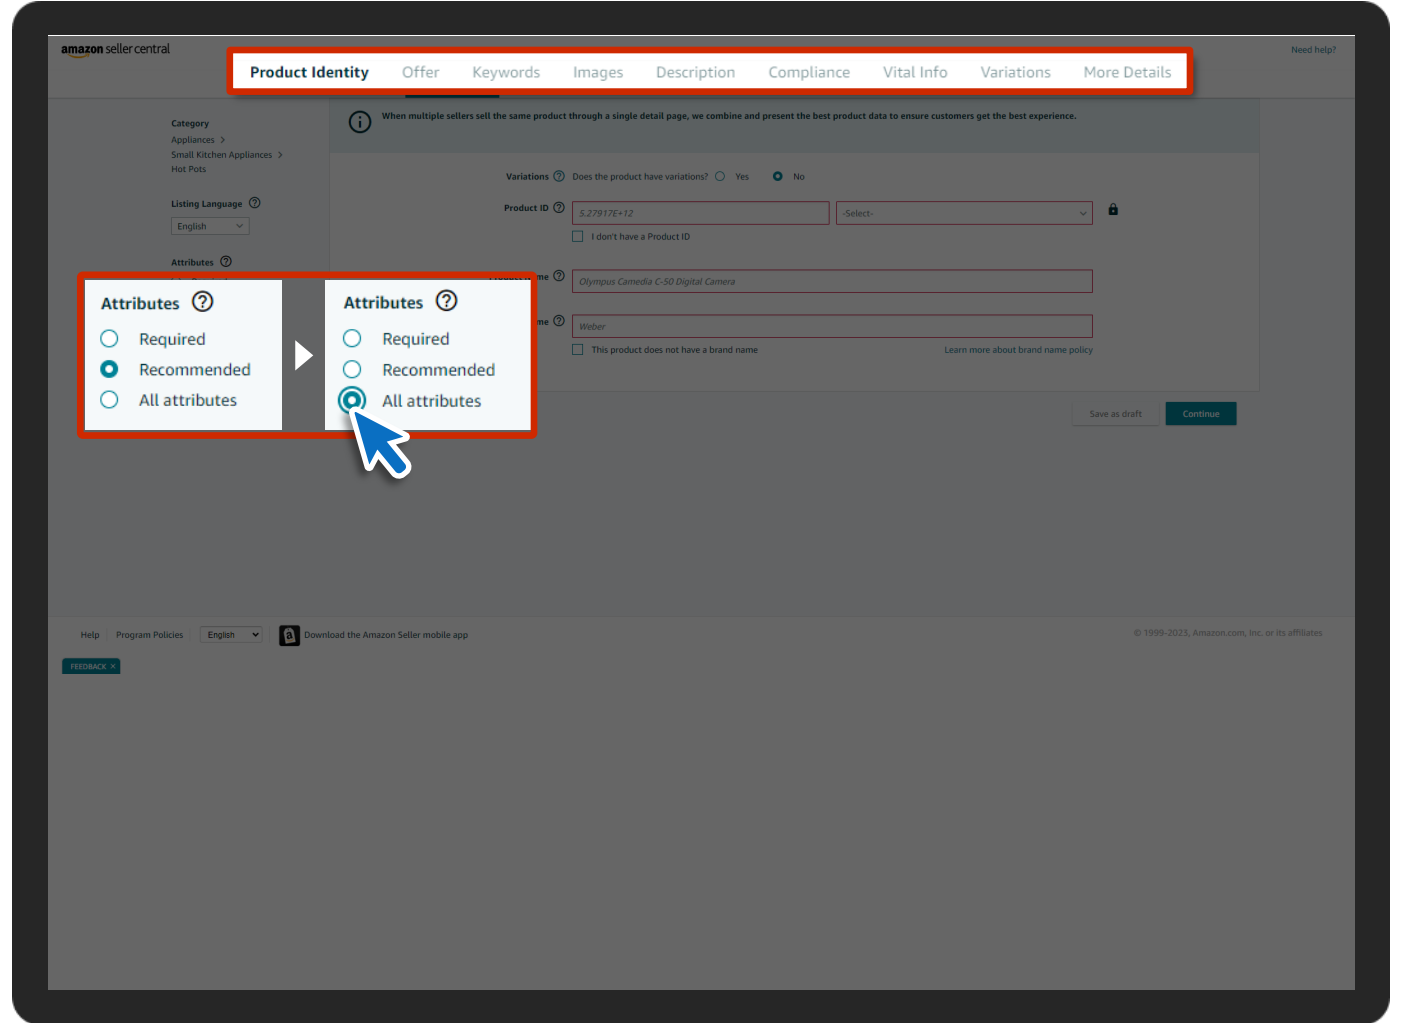 amazon seller central
Need help?
Product Identity Offer Keywords Images Description Compliance Vital Info Variations More Details
When multiple sellers sell the same product through a single detail page, we combine and present the best product data to ensure customers get the best experience.
Category
Appliances >
Small Kitchen Appliances >
Hot Pots
Listing Language
English
Attributes
Variations Does the product have variations? Yes No
Product ID 5.27917E+12 -Select-
I don't have a Product ID
Olympus Camedia C-50 Digital Camera
Weber
This product does not have a brand name Learn more about brand name policy
Attributes
Required
Recommended
All attributes
Attributes
Required
Recommended
All attributes
Save as draft Continue
Help Program Policies English Download the Amazon Seller mobile app
© 1999-2023, Amazon.com, Inc. or its affiliates
FEEDBACK ×